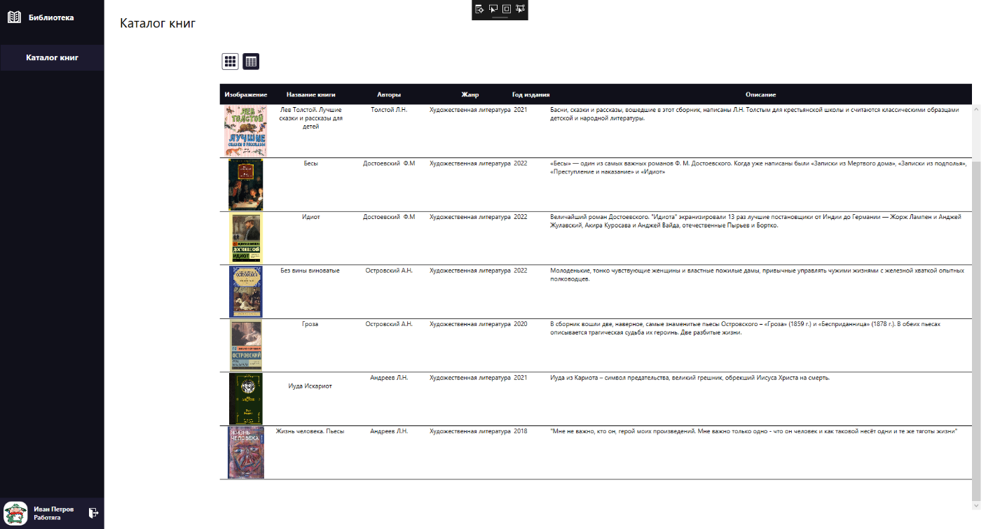 Библиотека
Каталог книг
Каталог книг
Изображение Название книги Авторы Жанр Год издания Описание
ЛЕВ
ТОЛСТОЙ
ЛУЧШИЕ
СКАЗКИ И РАССКАЗЫ
Лев Толстой. Лучшие
сказки и рассказы для
детей
Толстой Л.Н.
Художественная литература 2021
Басни, сказки и рассказы, вошедшие в этот сборник, написаны Л.Н. Толстым для крестьянской школы и считаются классическими образцами
детской и народной литературы.
Бесы
Достоевский Ф.М
Художественная литература 2022
«Бесы» — один из самых важных романов Ф. М. Достоевского. Когда уже написаны были «Записки из Мертвого дома», «Записки из подполья»,
«Преступление и наказание» и «Идиот»
ДОСТОЕВСКИЙ
ИДИОТ
Идиот
Достоевский Ф.М
Художественная литература 2022
Величайший роман Достоевского. "Идиота" экранизировали 13 раз лучшие постановщики от Индии до Германии — Жорж Лампен и Анджей
Жулавский, Акира Куросава и Анджей Вайда, отечественные Пырьев и Бортко.
Без вины виноватые
Островский А.Н.
Художественная литература 2022
Молоденькие, тонко чувствующие женщины и властные пожилые дамы, привычные управлять чужими жизнями с железной хваткой опытных
полководцев.
ОСТРОВСКИЙ
Гроза
Островский А.Н.
Художественная литература 2020
В сборник вошли две, наверное, самые знаменитые пьесы Островского – «Гроза» (1859 г.) и «Бесприданница» (1878 г.). В обеих пьесах
описывается трагическая судьба их героинь. Две разбитые жизни.
Иуда Искариот
Андреев Л.Н.
Художественная литература 2021
Иуда из Кариота – символ предательства, великий грешник, обрекший Иисуса Христа на смерть.
ЖИЗНЬ
ЧЕЛОВЕКА
Жизнь человека. Пьесы
Андреев Л.Н.
Художественная литература 2018
"Мне не важно, кто он, герой моих произведений. Мне важно только одно - что он человек и как таковой несёт одни и те же тяготы жизни"
Иван Петров
Работяга